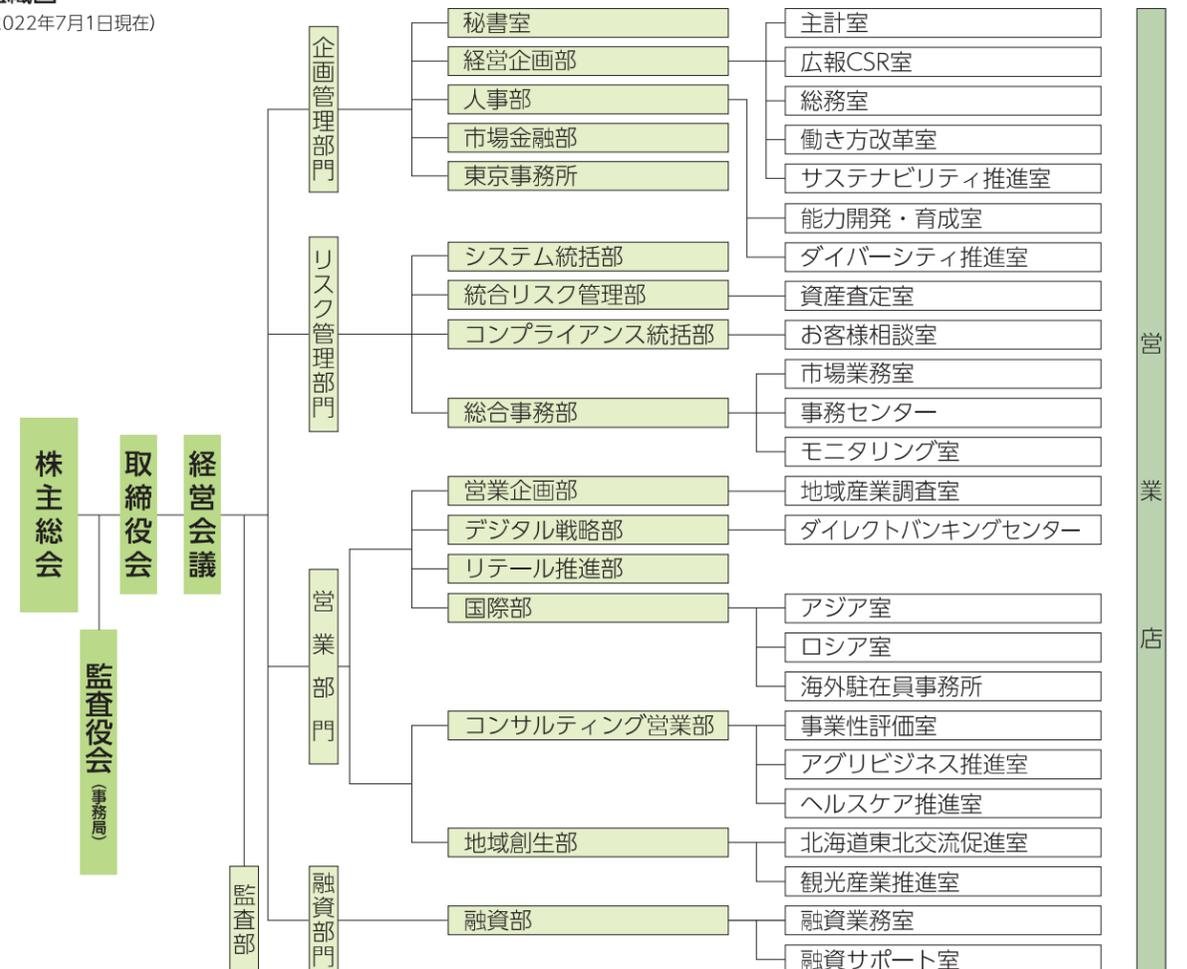 2022年7月1日現在）
株主総会
取締役会
経営会議
監査役会（事務局）
監査部
企画管理部門
秘書室
経営企画部
人事部
市場金融部
東京事務所
主計室
広報CSR室
総務室
働き方改革室
サステナビリティ推進室
能力開発・育成室
ダイバーシティ推進室
リスク管理部門
システム統括部
統合リスク管理部
コンプライアンス統括部
総合事務部
資産査定室
お客様相談室
市場業務室
事務センター
モニタリング室
営業部門
営業企画部
デジタル戦略部
リテール推進部
国際部
コンサルティング営業部
地域創生部
地域産業調査室
ダイレクトバンキングセンター
アジア室
ロシア室
海外駐在員事務所
事業性評価室
アグリビジネス推進室
ヘルスケア推進室
北海道東北交流促進室
観光産業推進室
融資部門
融資部
融資業務室
融資サポート室
営業店